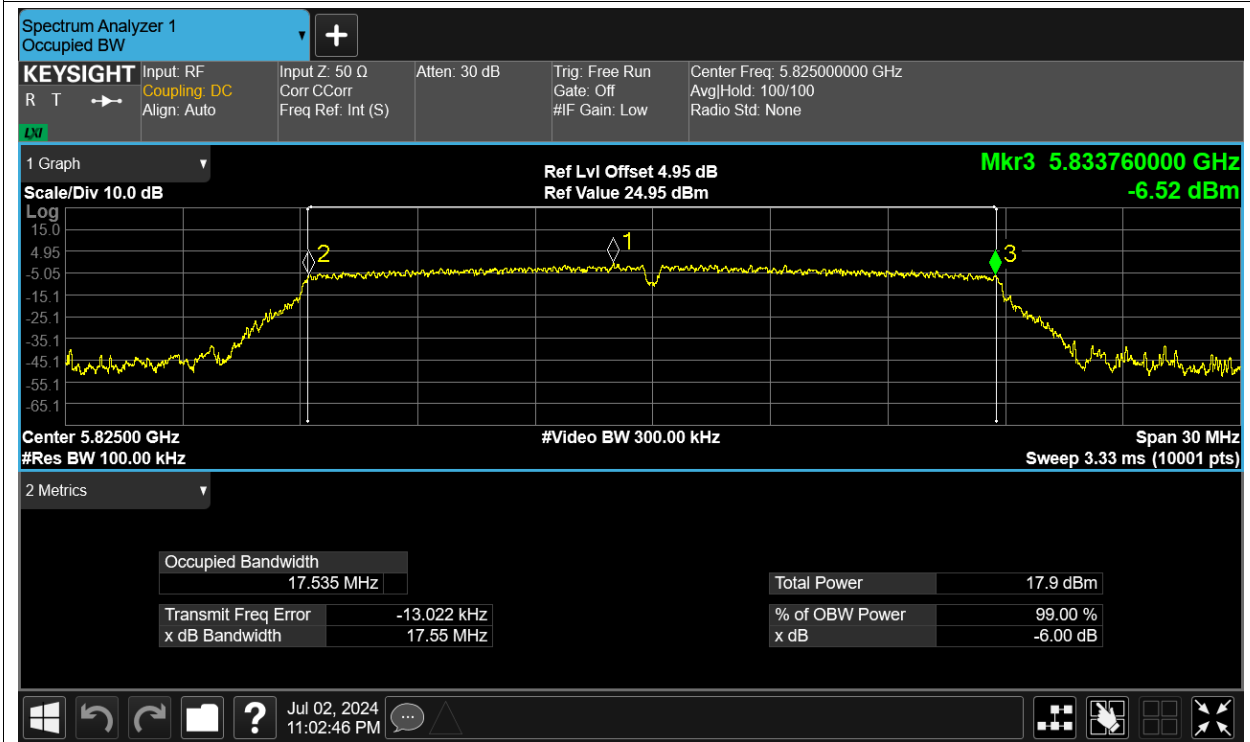 Spectrum Analyzer 1
Occupied BW
+
KEYSIGHT
R T
LXI
Input: RF
Coupling: DC
Align: Auto
Input Z: 50 Ω
Corr CCorr
Freq Ref: Int (S)
Atten: 30 dB
Trig: Free Run
Gate: Off
#IF Gain: Low
Center Freq: 5.825000000 GHz
Avg|Hold: 100/100
Radio Std: None
1 Graph
Scale/Div 10.0 dB
Ref Lvl Offset 4.95 dB
Ref Value 24.95 dBm
Mkr3 5.833760000 GHz
-6.52 dBm
Log
15.0
4.95
-5.05
-15.1
-25.1
-35.1
-45.1
-55.1
-65.1
2
1
3
Center 5.82500 GHz
#Res BW 100.00 kHz
#Video BW 300.00 kHz
Span 30 MHz
Sweep 3.33 ms (10001 pts)
2 Metrics
Occupied Bandwidth
17.535 MHz
Transmit Freq Error -13.022 kHz
x dB Bandwidth 17.55 MHz
Total Power 17.9 dBm
% of OBW Power 99.00 %
x dB -6.00 dB
?
Jul 02, 2024
11:02:46 PM